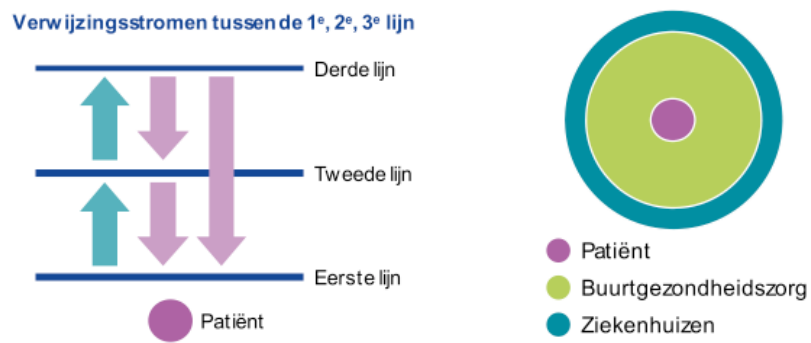 Verwijzingsstromen tussen de 1e, 2e, 3e lijn
Derde lijn
Tweede lijn
Eerste lijn
Patiënt
Patiënt
Buurtgezondheidszorg
Ziekenhuizen